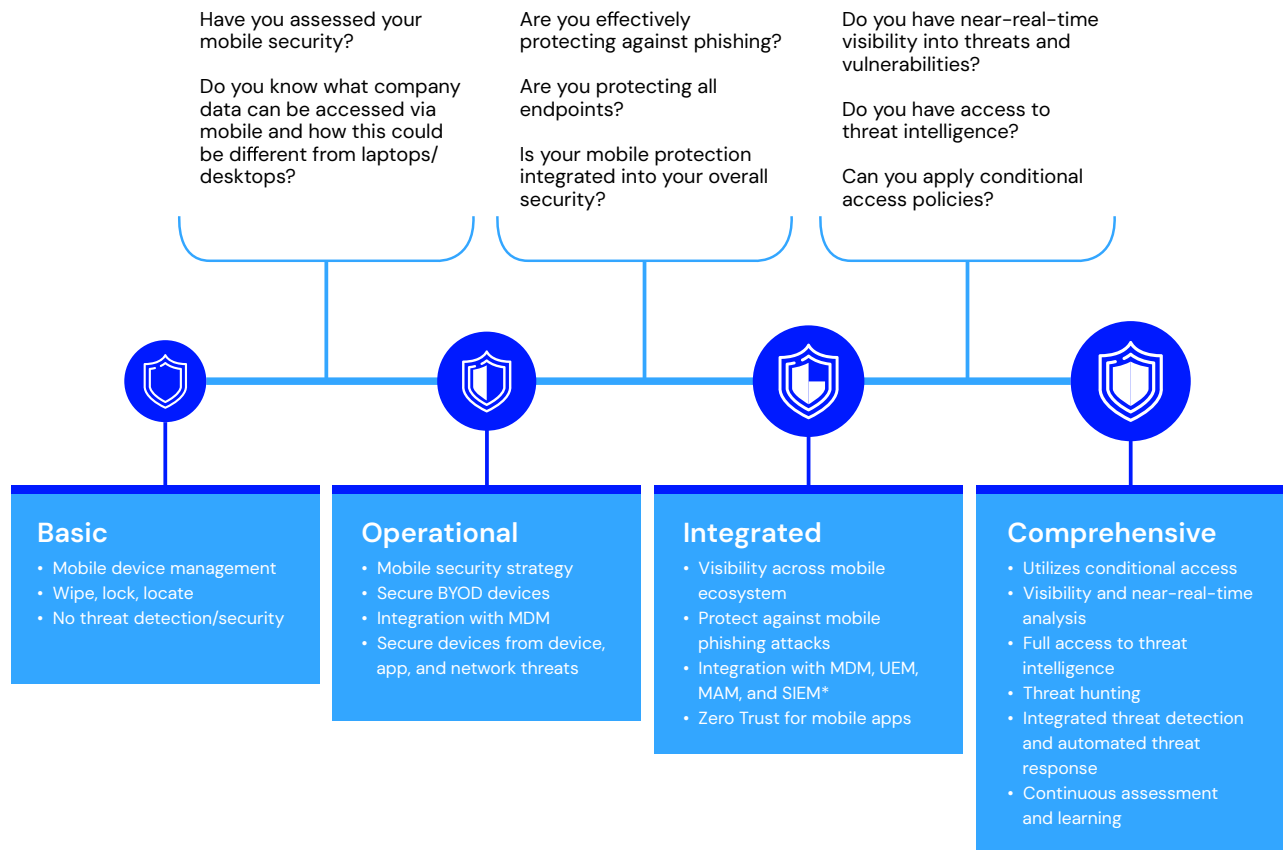 Have you assessed your
mobile security?
Do you know what company
data can be accessed via
mobile and how this could
be different from laptops/
desktops?
Are you effectively
protecting against phishing?
Are you protecting all
endpoints?
Is your mobile protection
integrated into your overall
security?
Do you have near-real-time
visibility into threats and
vulnerabilities?
Do you have access to
threat intelligence?
Can you apply conditional
access policies?
Basic
• Mobile device management
• Wipe, lock, locate
• No threat detection/security
Operational
• Mobile security strategy
• Secure BYOD devices
• Integration with MDM
• Secure devices from device,
app, and network threats
Integrated
• Visibility across mobile
ecosystem
• Protect against mobile
phishing attacks
• Integration with MDM, UEM,
MAM, and SIEM*
• Zero Trust for mobile apps
Comprehensive
• Utilizes conditional access
• Visibility and near-real-time
analysis
• Full access to threat
intelligence
• Threat hunting
• Integrated threat detection
and automated threat
response
• Continuous assessment
and learning